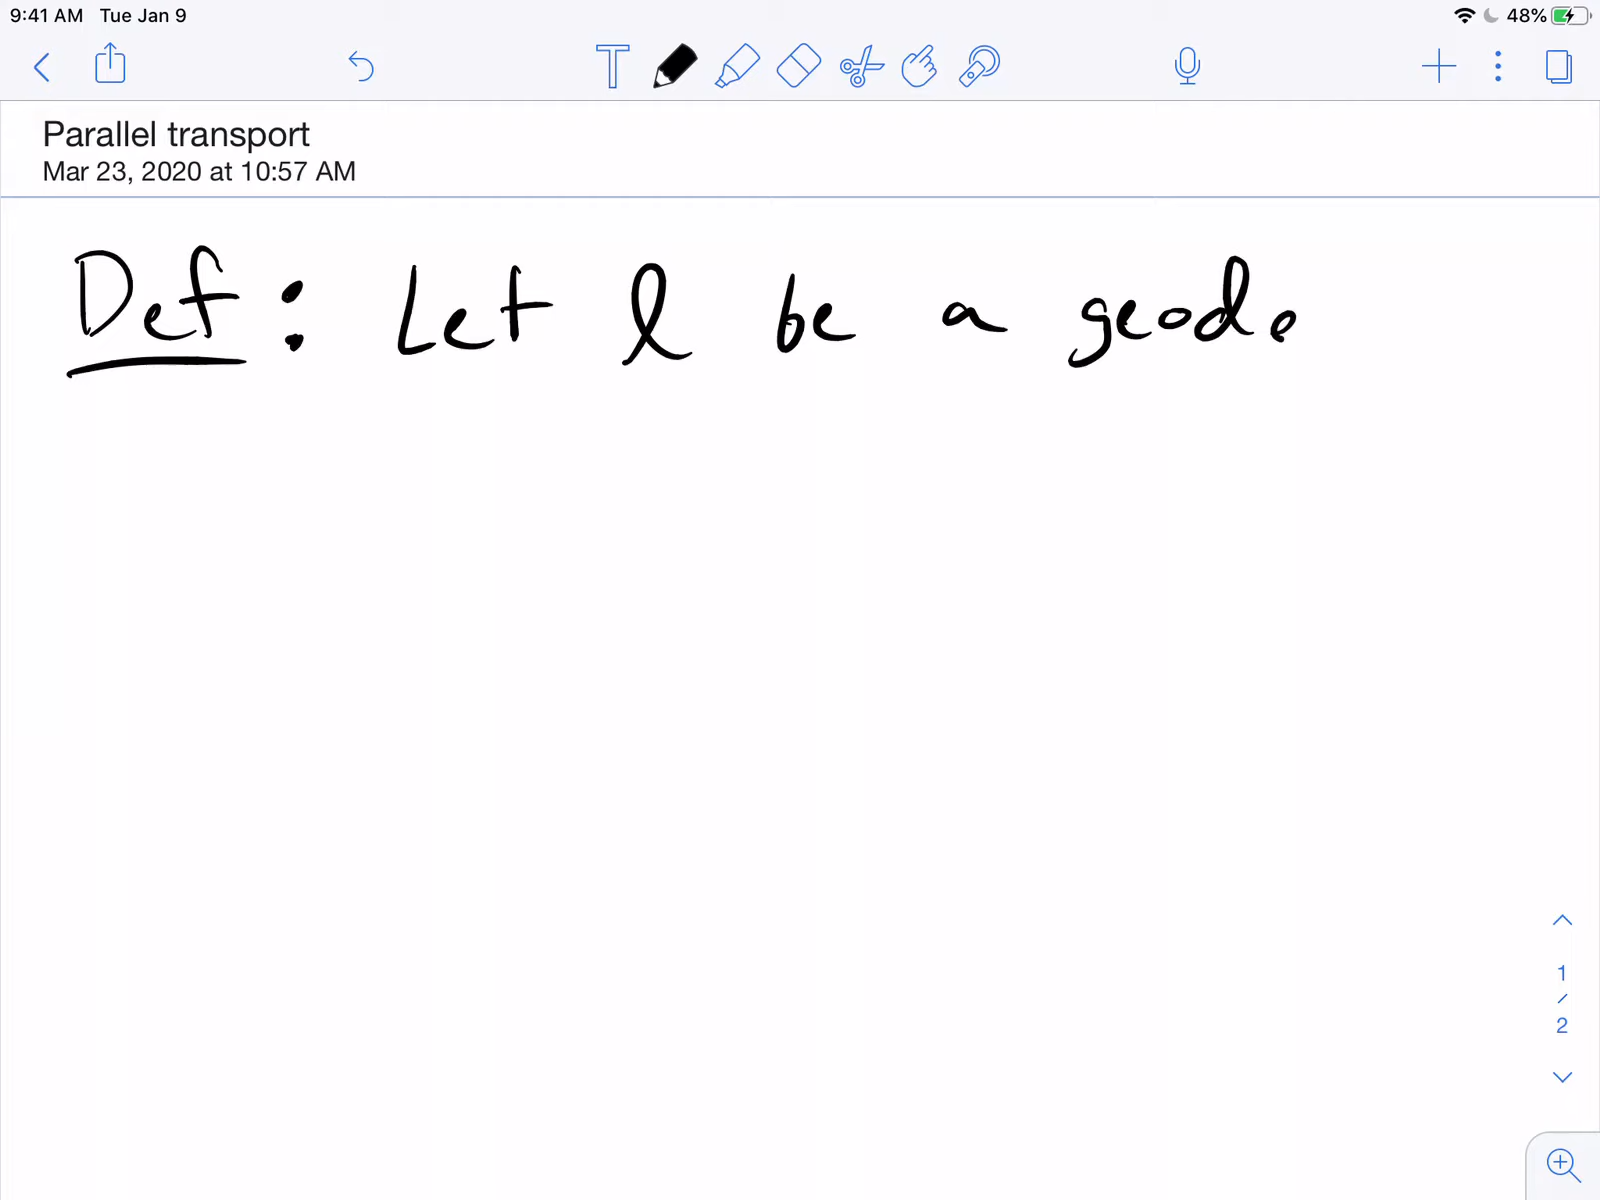 9:41 AM Tue Jan 9 48%
T
Parallel transport
Mar 23, 2020 at 10:57 AM
Def: Let l be a geode
1
/
2